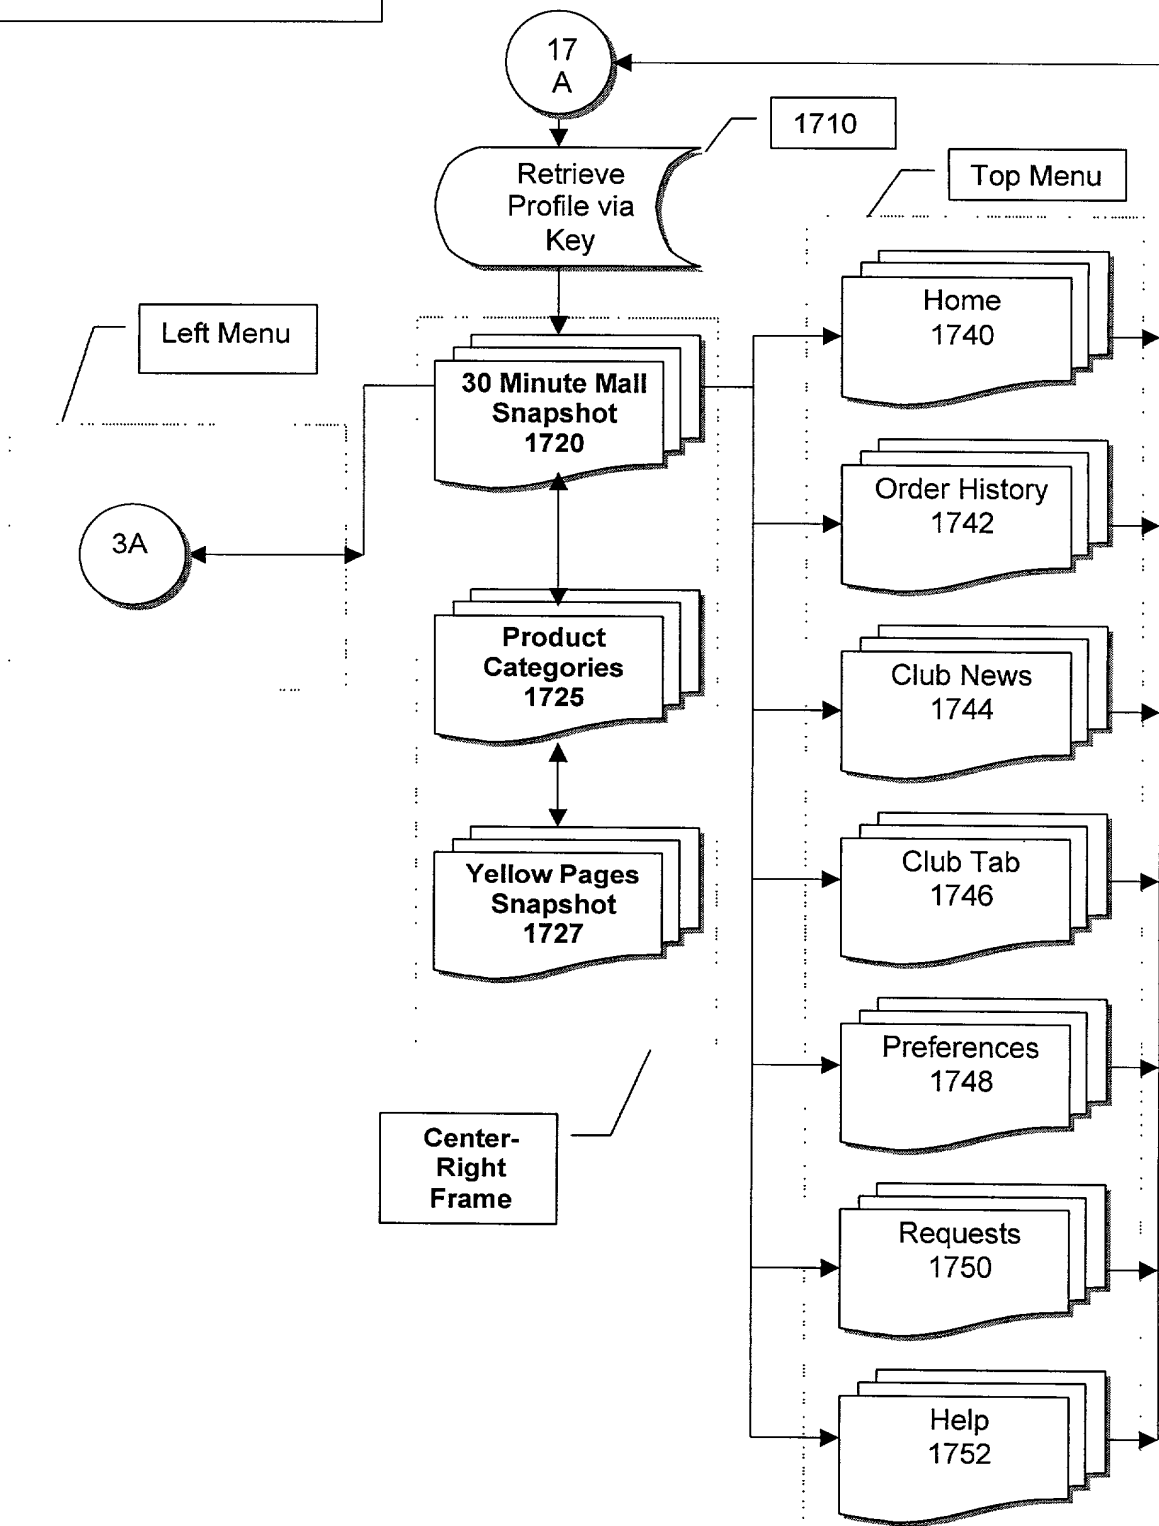 17
A
1710
Retrieve
Profile via
Key
Top Menu
Left Menu
30 Minute Mall
Snapshot
1720
3A
Product
Categories
1725
Yellow Pages
Snapshot
1727
Center-
Right
Frame
Home
1740
Order History
1742
Club News
1744
Club Tab
1746
Preferences
1748
Requests
1750
Help
1752